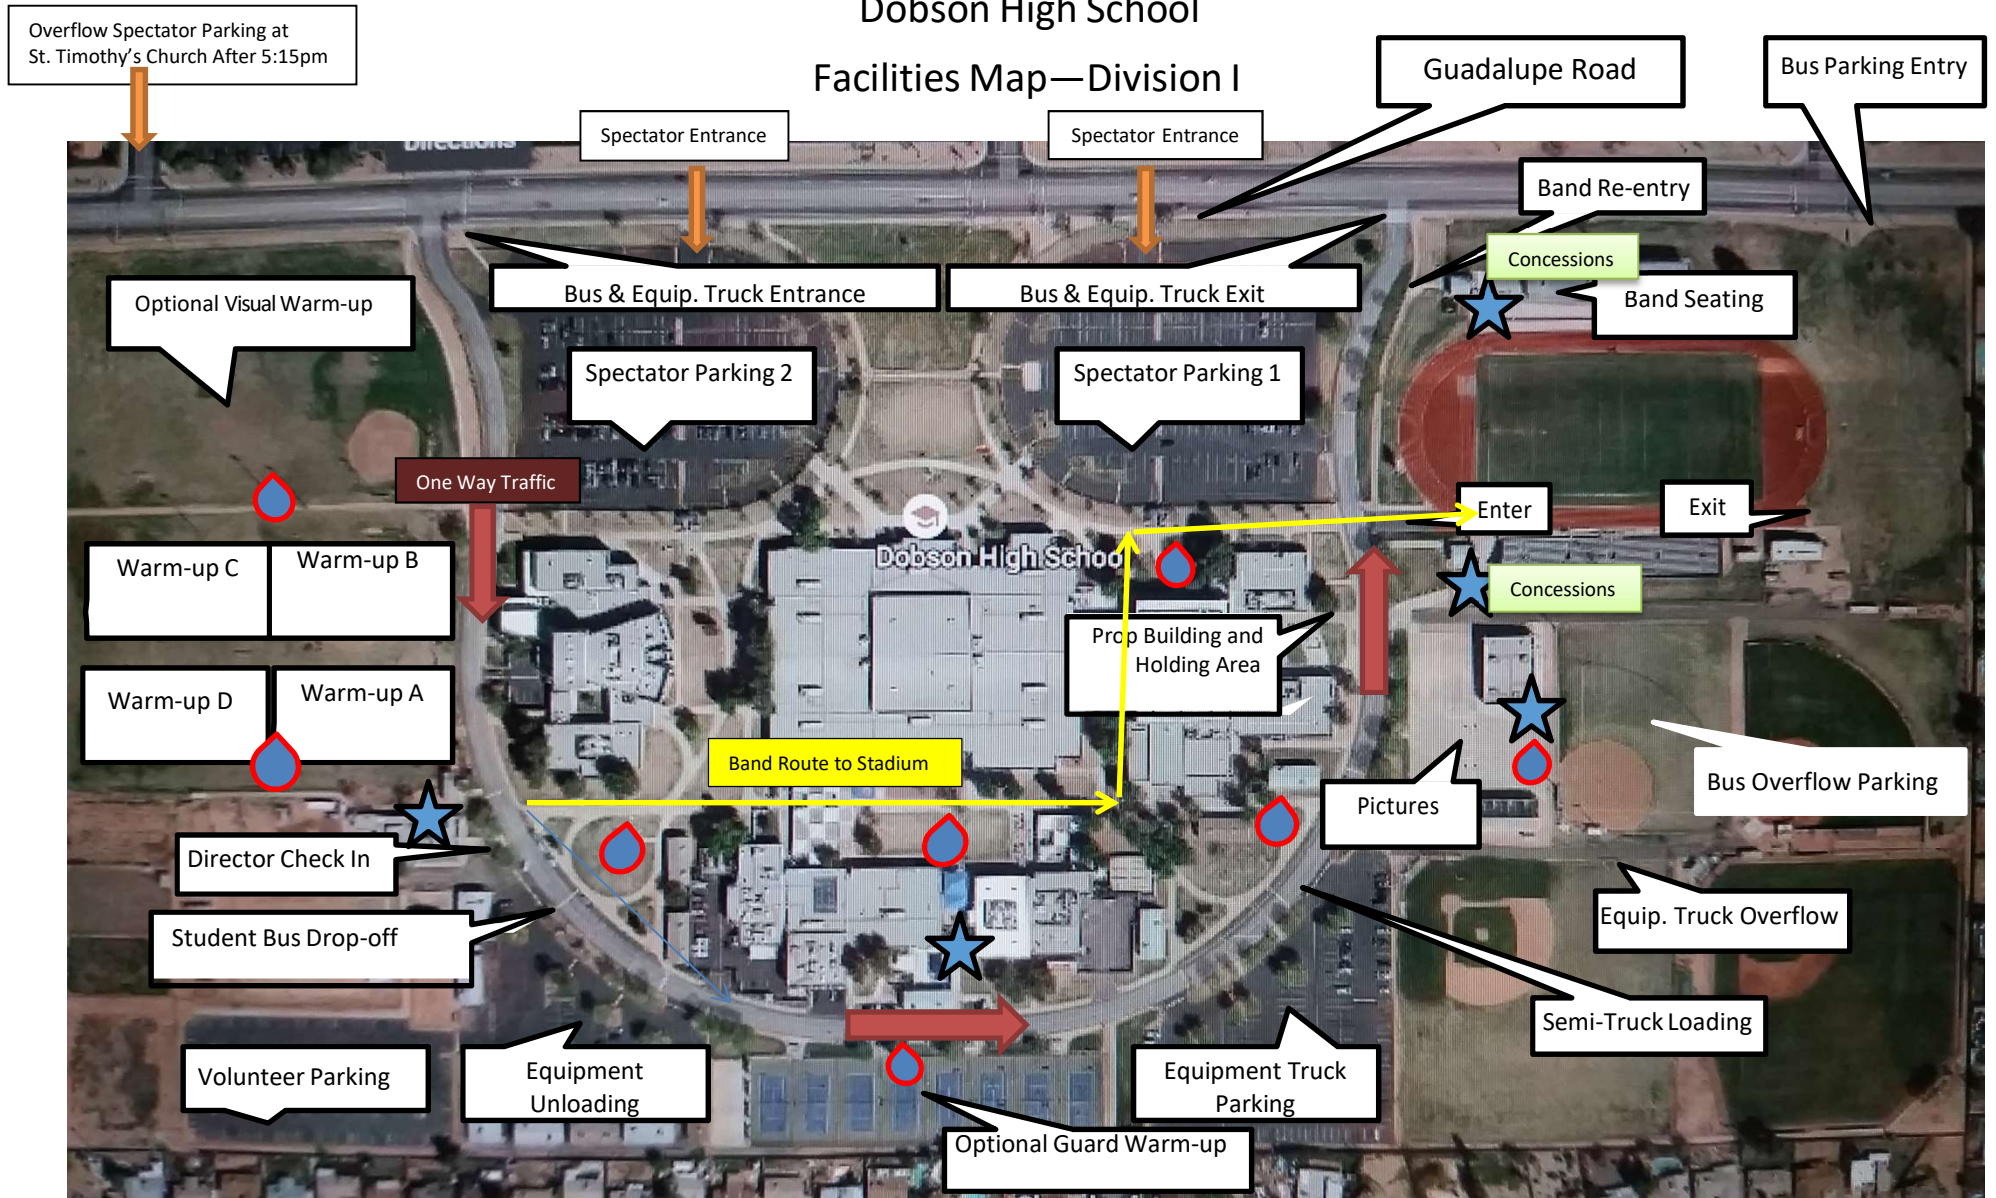 Dobson High School
Overflow Spectator Parking at
St. Timothy's Church After 5:15pm
Facilities Map—Division I
Guadalupe Road
Bus Parking Entry
Spectator Entrance
Spectator Entrance
Directions
Band Re-entry
Concessions
Optional Visual Warm-up
Bus & Equip. Truck Entrance
Bus & Equip. Truck Exit
Band Seating
Spectator Parking 2
Spectator Parking 1
One Way Traffic
Enter
Exit
Dobson High School
Warm-up C
Warm-up B
Concessions
Prop Building and
Holding Area
Warm-up D
Warm-up A
Band Route to Stadium
Bus Overflow Parking
Pictures
Director Check In
Student Bus Drop-off
Equip. Truck Overflow
Semi-Truck Loading
Volunteer Parking
Equipment
Unloading
Equipment Truck
Parking
Optional Guard Warm-up